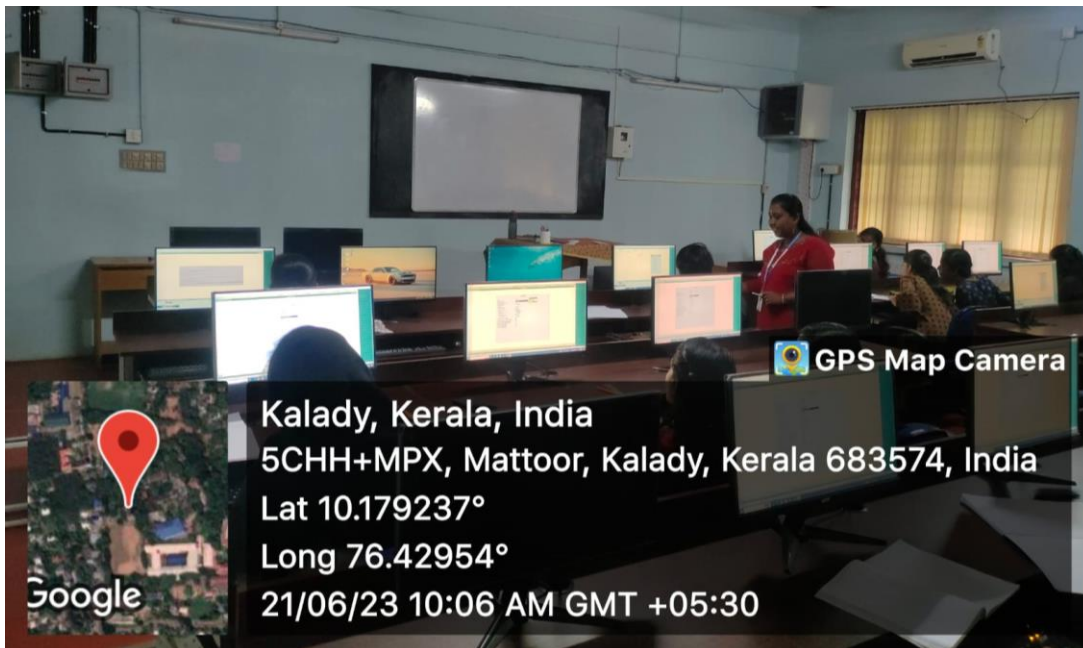 GPS Map Camera
Kalady, Kerala, India
5CHH+MPX, Mattoor, Kalady, Kerala 683574, India
Lat 10.179237°
Long 76.42954°
21/06/23 10:06 AM GMT +05:30
Google